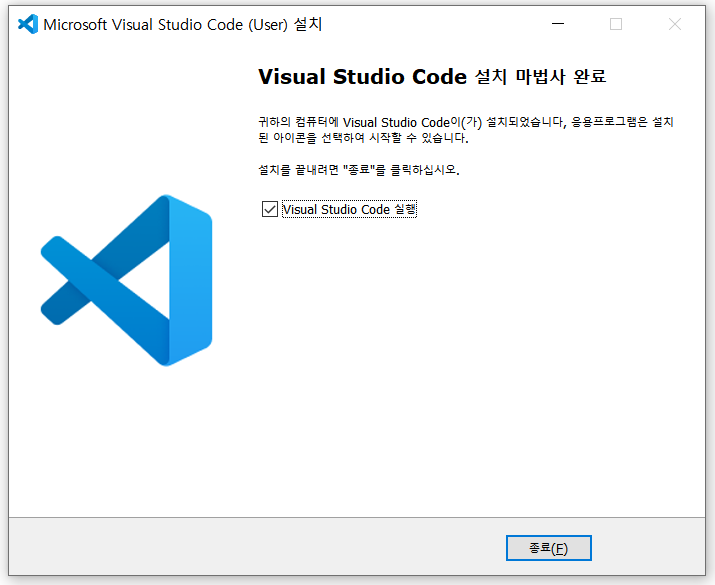 Microsoft Visual Studio Code (User) 설치
Visual Studio Code 설치 마법사 완료
귀하의 컴퓨터에 Visual Studio Code이(가) 설치되었습니다, 응용프로그램은 설치
된 아이콘을 선택하여 시작할 수 있습니다.
설치를 끝내려면 "종료"를 클릭하십시오.
Visual Studio Code 실행
종료(F)